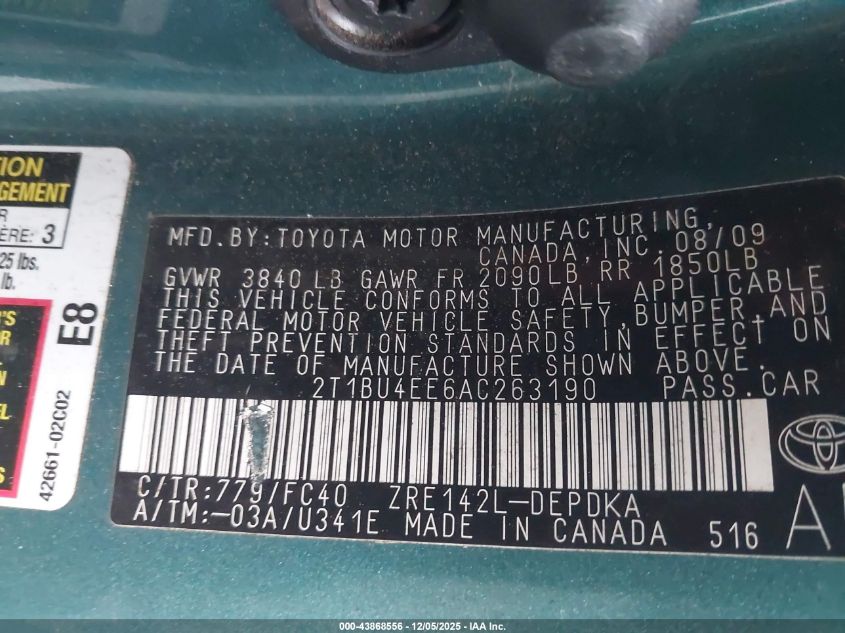 TION
GEMENT
R
ÈRE: 3
25 lbs.
lb.
'S
R
N
EL
S
E8
42661-02C02
MFD.BY:TOYOTA MOTOR MANUFACTURING,
CANADA, INC. 08/09
GVWR 3840 LB GAWR FR 2090LB RR 1850LB
THIS VEHICLE CONFORMS TO ALL APPLICABLE
FEDERAL MOTOR VEHICLE SAFETY, BUMPER, AND
THEFT PREVENTION STANDARDS IN EFFECT ON
THE DATE OF MANUFACTURE SHOWN ABOVE.
2T1BU4EE6AC263190 PASS.CAR
C/TR:779/FC40 ZRE142L-DEPDKA
A/TM:-03A/U341E MADE IN CANADA 516 A
000-43868556 - 12/05/2025 - IAA Inc.